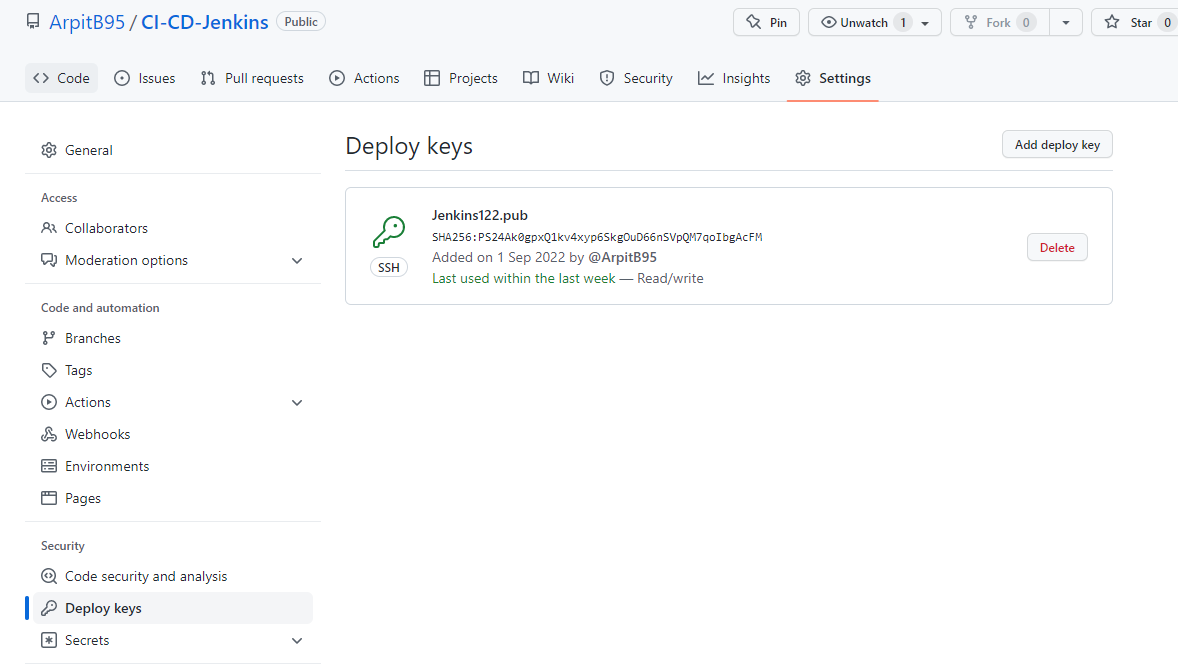 ArpitB95 / CI-CD-Jenkins Public
Pin
Unwatch 1
Fork 0
Star 0
Code Issues Pull requests Actions Projects Wiki Security Insights Settings
General
Access
Collaborators
Moderation options
Code and automation
Branches
Tags
Actions
Webhooks
Environments
Pages
Security
Code security and analysis
Deploy keys
Secrets
Deploy keys
Add deploy key
SSH
Jenkins122.pub
SHA256:PS24Ak0gpxQ1kv4xyp6SkgOuD66nSVpQM7qoIbgAcFM
Added on 1 Sep 2022 by @ArpitB95
Last used within the last week — Read/write
Delete